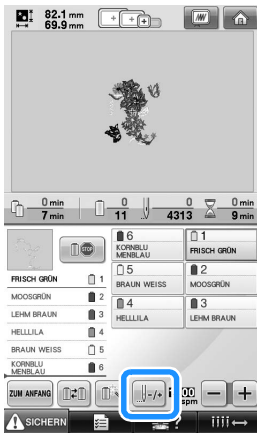 82.1 mm
69.9 mm
0 min
7 min
0
11
0
4313
0 min
9 min
STOP
6
KORNBLU
MENBLAU
1
FRISCH GRÜN
5
BRAUN WEISS
2
MOOSGRÜN
4
HELLLILA
3
LEHM BRAUN
FRISCH GRÜN 1
MOOSGRÜN 2
LEHM BRAUN 3
HELLLILA 4
BRAUN WEISS 5
KORNBLU
MENBLAU 6
ZUM ANFANG
-/+
spm
- +
SICHERN
?